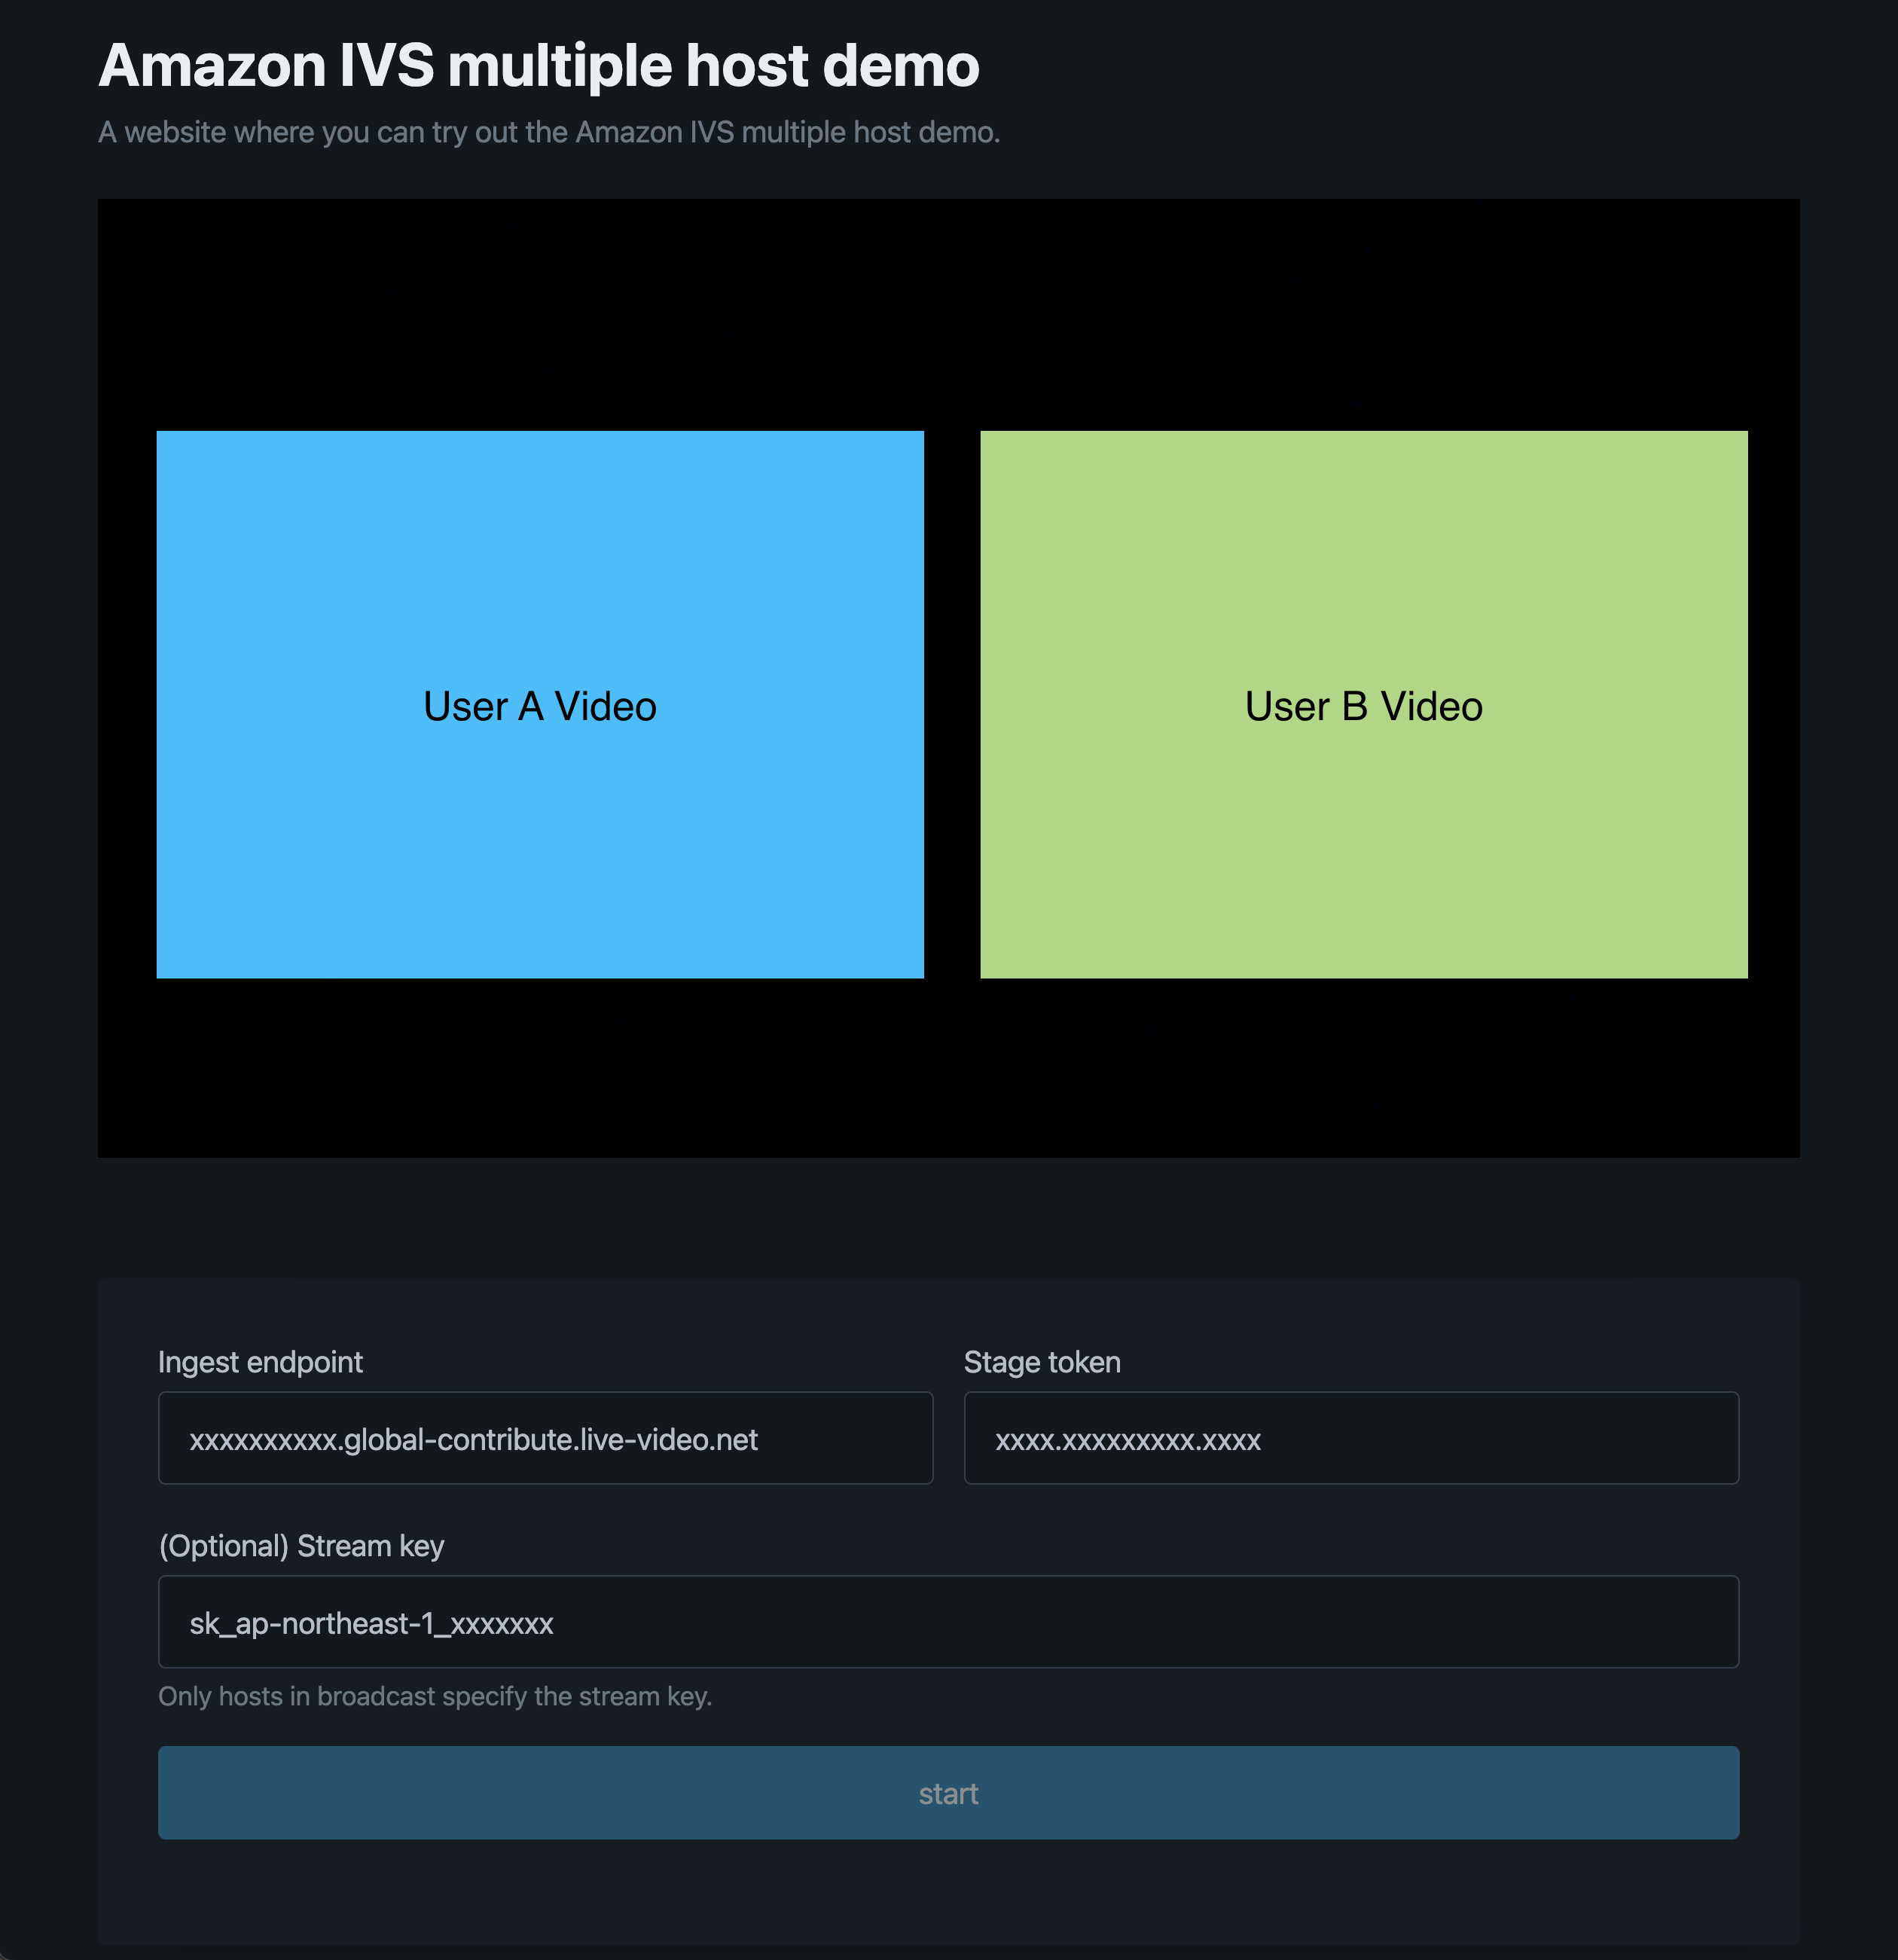 Amazon IVS multiple host demo
A website where you can try out the Amazon IVS multiple host demo.
User A Video
User B Video
Ingest endpoint
xxxxxxxxxx.global-contribute.live-video.net
Stage token
xxxx.xxxxxxxxx.xxxx
(Optional) Stream key
sk_ap-northeast-1_xxxxxxx
Only hosts in broadcast specify the stream key.
start